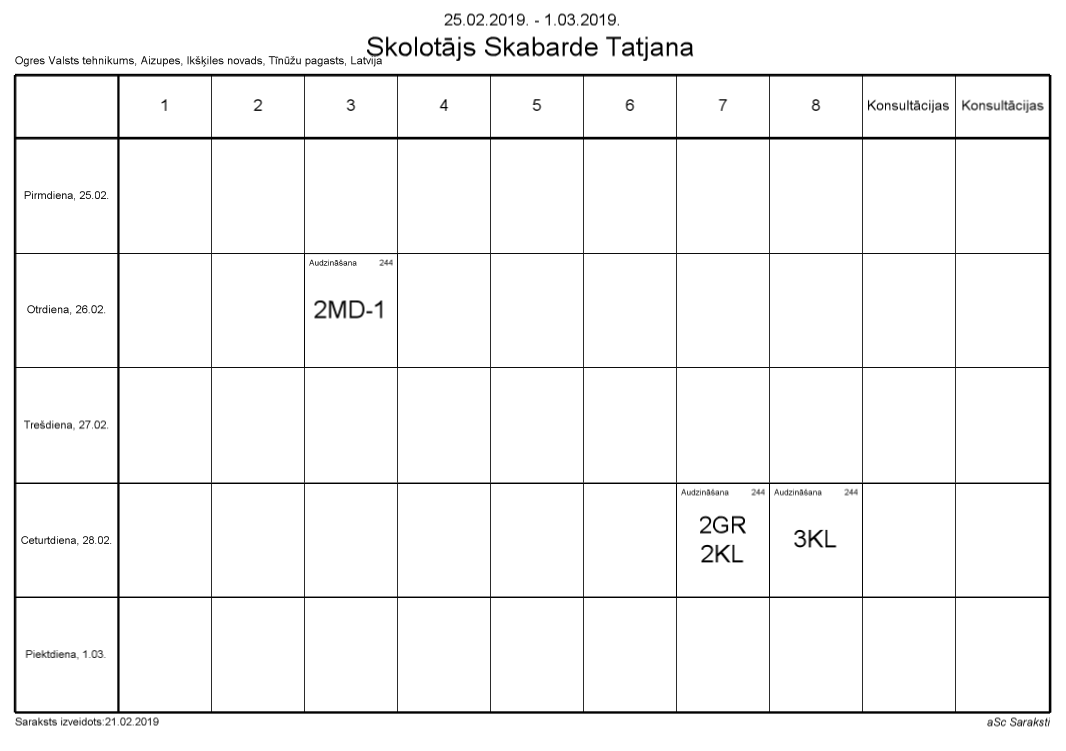 25.02.2019. - 1.03.2019.
Skolotājs Skabarde Tatjana
Ogres Valsts tehnikums, Aizupes, Ikšķiles novads, Tīnūžu pagasts, Latvija
1 2 3 4 5 6 7 8 Konsultācijas Konsultācijas
Pirmdiena, 25.02.
Audzināšana 244
Otrdiena, 26.02. 2MD-1
Trešdiena, 27.02.
Audzināšana 244 Audzināšana 244
2GR
Ceturtdiena, 28.02. 3KL
2KL
Piektdiena, 1.03.
Saraksts izveidots:21.02.2019 aSc Saraksti